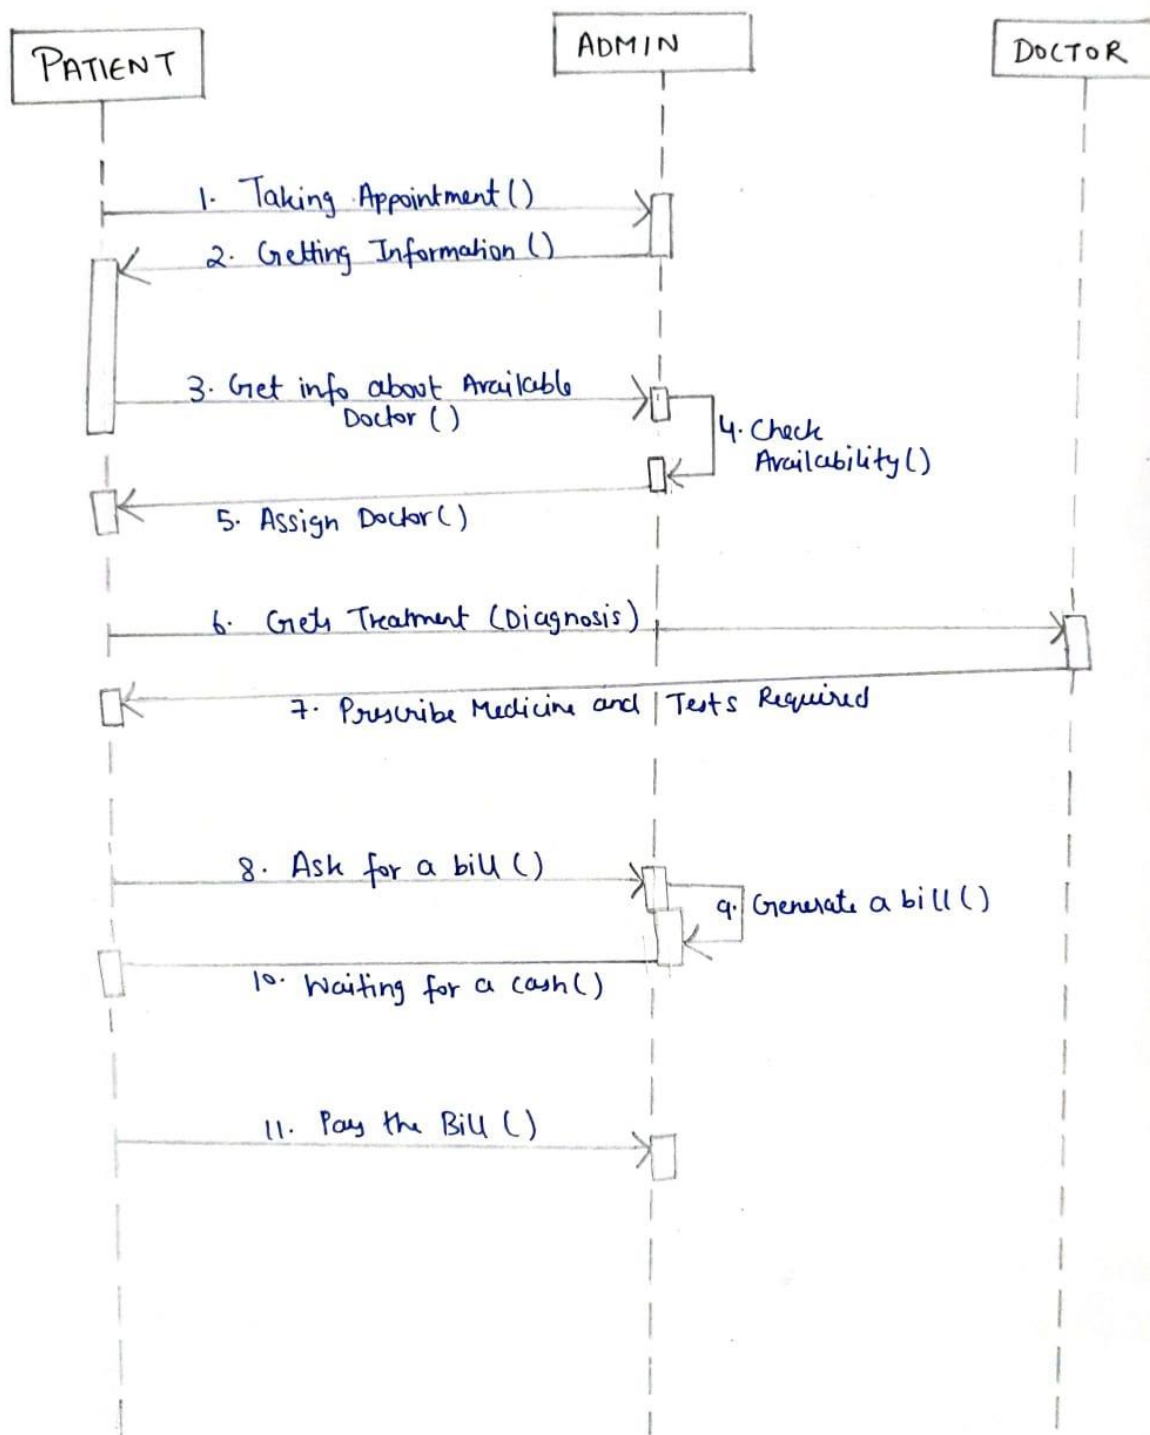 PATIENT
ADMIN
DOCTOR
1. Taking Appointment()
2. Getting Information()
3. Get info about Available
Doctor()
4. Check
Availability()
5. Assign Doctor()
6. Gets Treatment (Diagnosis)
7. Prescribe Medicine and Tests Required
8. Ask for a bill()
9. Generate a bill()
10. Waiting for a cash()
11. Pay the Bill()